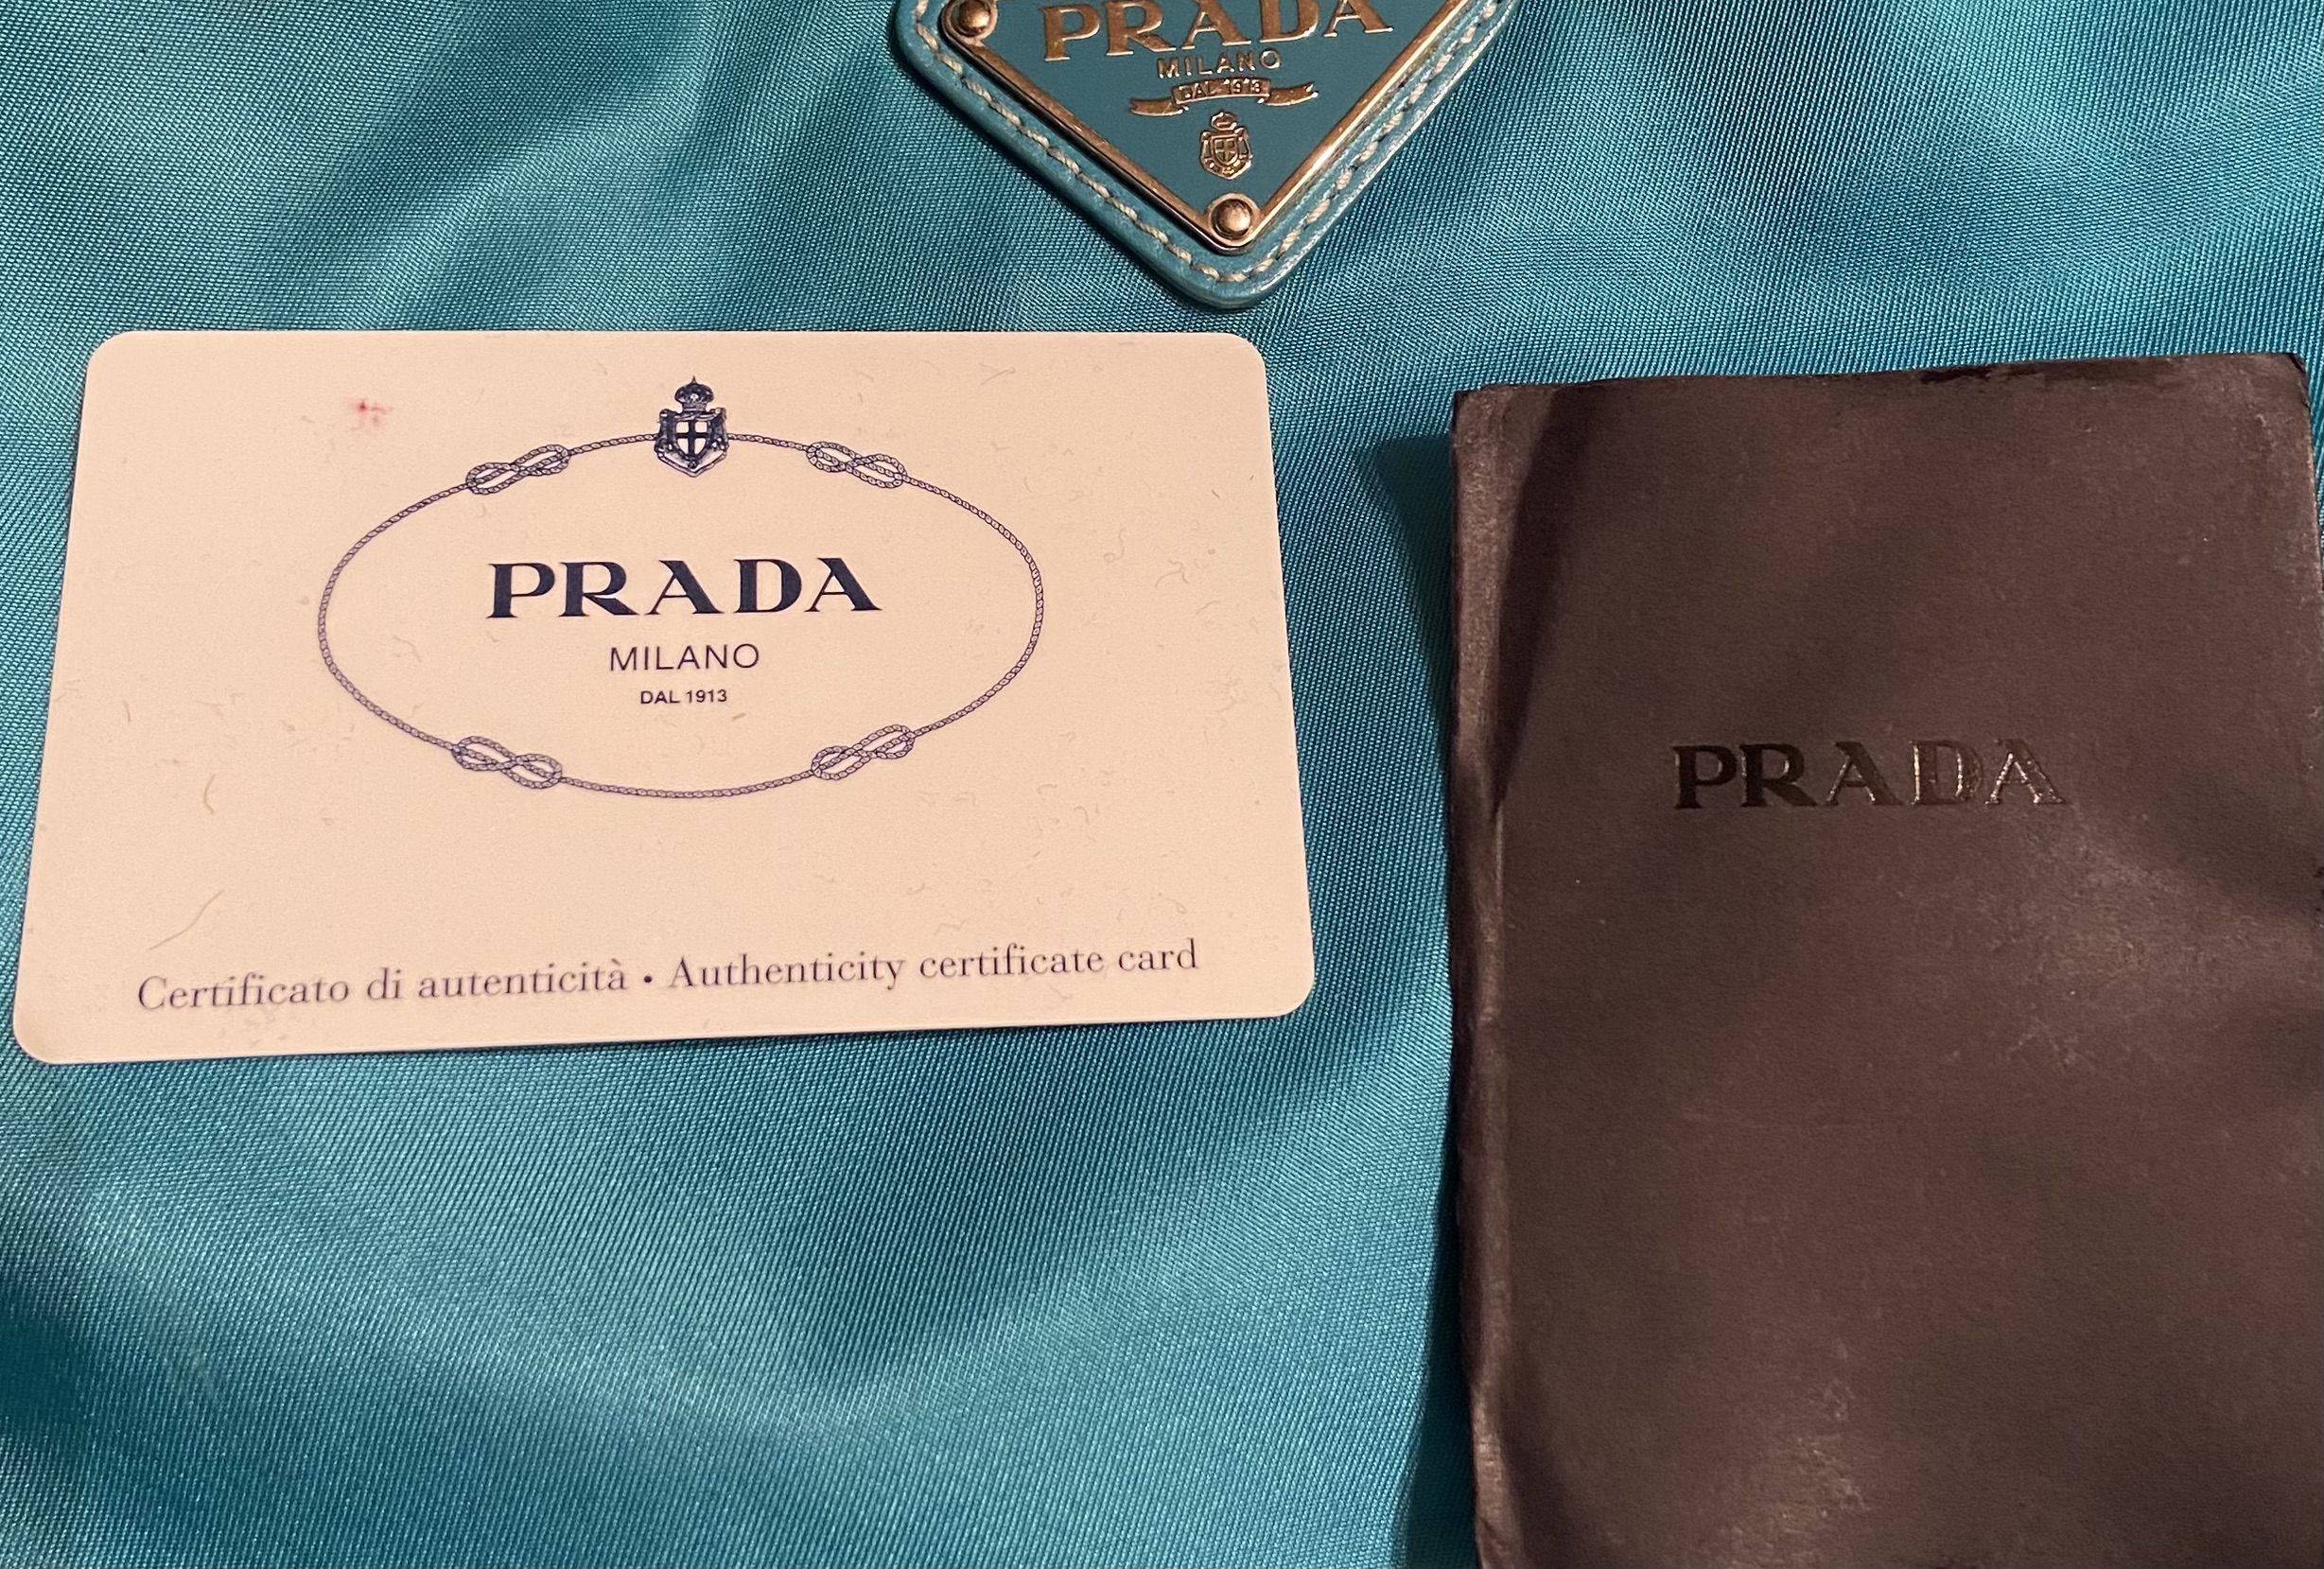 PRADA
MILANO
DAL 1913
PRADA
MILANO
DAL 1913
Certificato di autenticità • Authenticity certificate card
PRADA